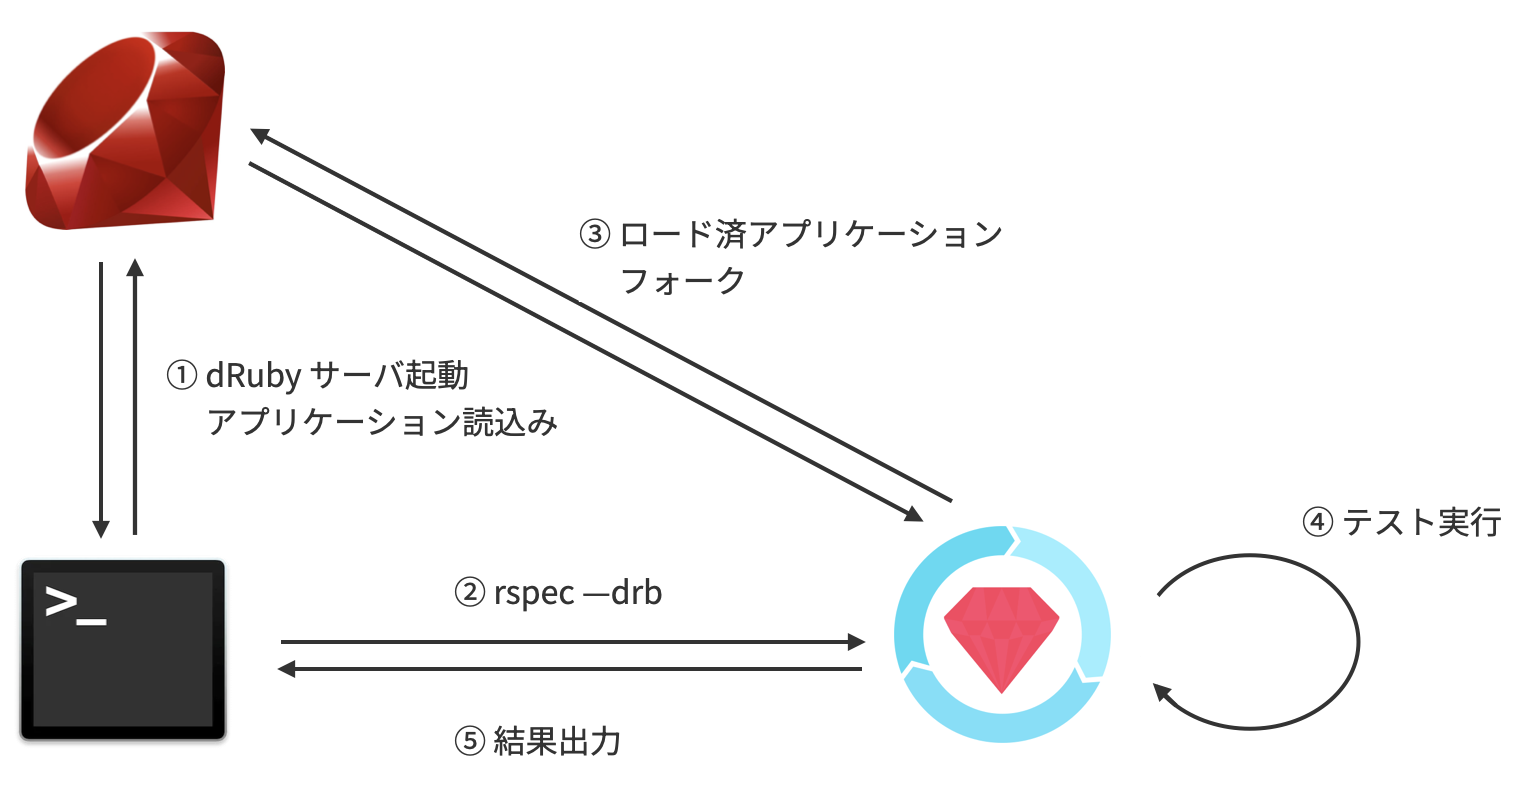 ③ ロード済アプリケーション
フォーク
① dRuby サーバ起動
アプリケーション読込み
④ テスト実行
② rspec —drb
>_
⑤ 結果出力